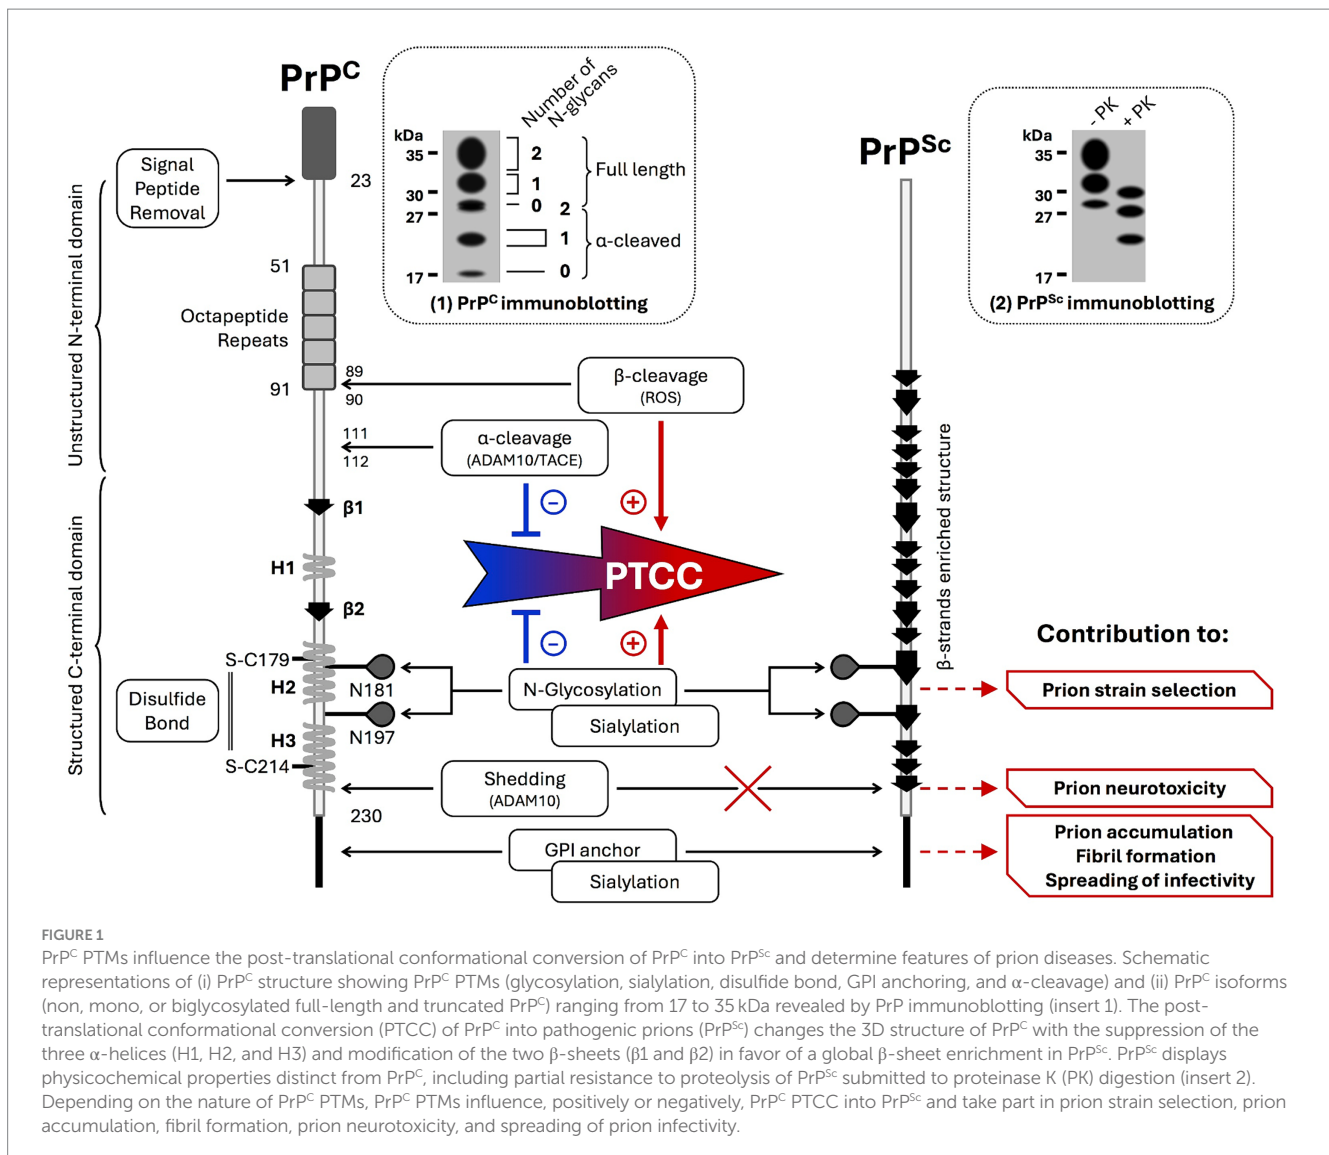 PrPC
Number of
N-glycans
kDa
35
30
27
17
2
1
0
2
1
0
Full length
α-cleaved
(1) PrPC immunoblotting
- PK
+ PK
kDa
35
30
27
17
(2) PrPSc immunoblotting
PrPSc
Unstructured N-terminal domain
Structured C-terminal domain
Signal
Peptide
Removal
23
51
Octapeptide
Repeats
91
89
90
β-cleavage
(ROS)
111
112
α-cleavage
(ADAM10/TACE)
β1
H1
β2
−
+
PTCC
−
+
β-strands enriched structure
S-C179
H2
N181
Disulfide
Bond
H3
N197
S-C214
N-Glycosylation
Sialylation
Shedding
(ADAM10)
230
GPI anchor
Sialylation
Contribution to:
Prion strain selection
Prion neurotoxicity
Prion accumulation
Fibril formation
Spreading of infectivity
FIGURE 1
PrPC PTMs influence the post-translational conformational conversion of PrPC into PrPSc and determine features of prion diseases. Schematic
representations of (i) PrPC structure showing PrPC PTMs (glycosylation, sialylation, disulfide bond, GPI anchoring, and α-cleavage) and (ii) PrPC isoforms
(non, mono, or biglycosylated full-length and truncated PrPC) ranging from 17 to 35 kDa revealed by PrP immunoblotting (insert 1). The post-
translational conformational conversion (PTCC) of PrPC into pathogenic prions (PrPSc) changes the 3D structure of PrPC with the suppression of the
three α-helices (H1, H2, and H3) and modification of the two β-sheets (β1 and β2) in favor of a global β-sheet enrichment in PrPSc. PrPSc displays
physicochemical properties distinct from PrPC, including partial resistance to proteolysis of PrPSc submitted to proteinase K (PK) digestion (insert 2).
Depending on the nature of PrPC PTMs, PrPC PTMs influence, positively or negatively, PrPC PTCC into PrPSc and take part in prion strain selection, prion
accumulation, fibril formation, prion neurotoxicity, and spreading of prion infectivity.